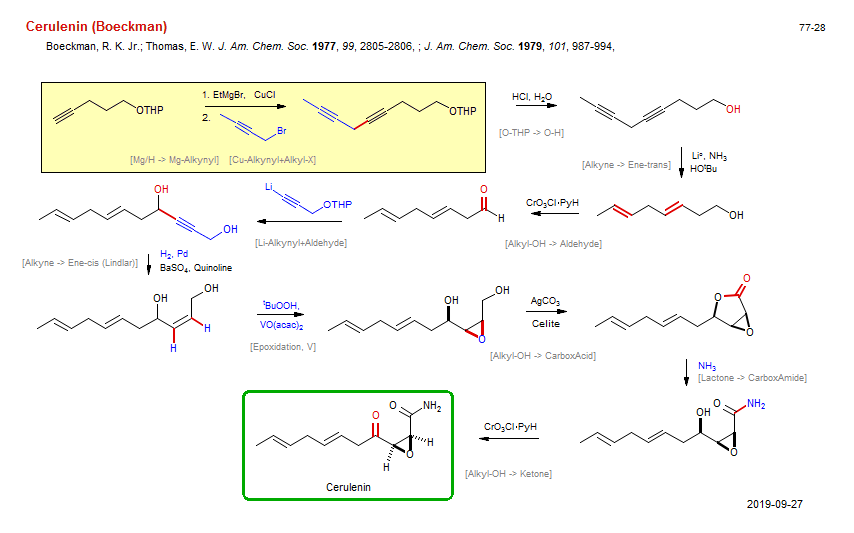 Cerulenin (Boeckman)
77-28
Boeckman, R. K. Jr.; Thomas, E. W. J. Am. Chem. Soc. 1977, 99, 2805-2806, ; J. Am. Chem. Soc. 1979, 101, 987-994,
OTHP
1. EtMgBr, CuCl
2.
Br
OTHP
[Mg/H -> Mg-Alkynyl] [Cu-Alkynyl+Alkyl-X]
HCl, H₂O
[O-THP -> O-H]
OH
[Alkyne -> Ene-trans]
Li⁰, NH₃
HOᵗBu
OH
CrO₃Cl·PyH
[Alkyl-OH -> Aldehyde]
O
H
Li
OTHP
[Li-Alkynyl+Aldehyde]
OH
OH
[Alkyne -> Ene-cis (Lindlar)]
H₂, Pd
BaSO₄, Quinoline
OH
OH
H
H
ᵗBuOOH,
VO(acac)₂
[Epoxidation, V]
OH
OH
O
AgCO₃
Celite
[Alkyl-OH -> CarboxAcid]
O
O
O
NH₃
[Lactone -> CarboxAmide]
OH
O
NH₂
O
CrO₃Cl·PyH
[Alkyl-OH -> Ketone]
O
O
NH₂
H
O
H
Cerulenin
2019-09-27